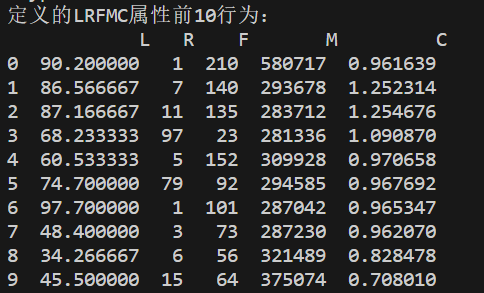 定义的LRFMC属性前10行为:
L R F M C
0 90.200000 1 210 580717 0.961639
1 86.566667 7 140 293678 1.252314
2 87.166667 11 135 283712 1.254676
3 68.233333 97 23 281336 1.090870
4 60.533333 5 152 309928 0.970658
5 74.700000 79 92 294585 0.967692
6 97.700000 1 101 287042 0.965347
7 48.400000 3 73 287230 0.962070
8 34.266667 6 56 321489 0.828478
9 45.500000 15 64 375074 0.708010